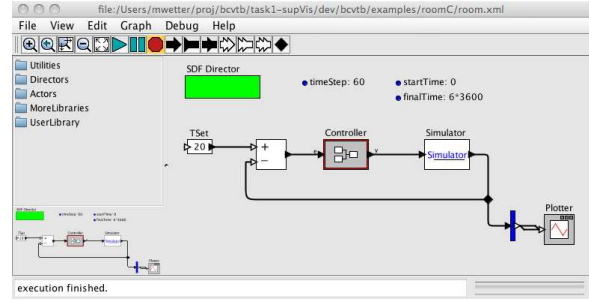 file:/Users/mwetter/proj/bcvtb/task1-supVis/dev/bcvtb/examples/roomC/room.xml
File View Edit Graph Debug Help
Utilities
Directors
Actors
MoreLibraries
UserLibrary
SDF Director
timeStep: 60
startTime: 0
finalTime: 6*3600
TSet
20
+
−
Controller
Simulator
Simulator
Plotter
execution finished.